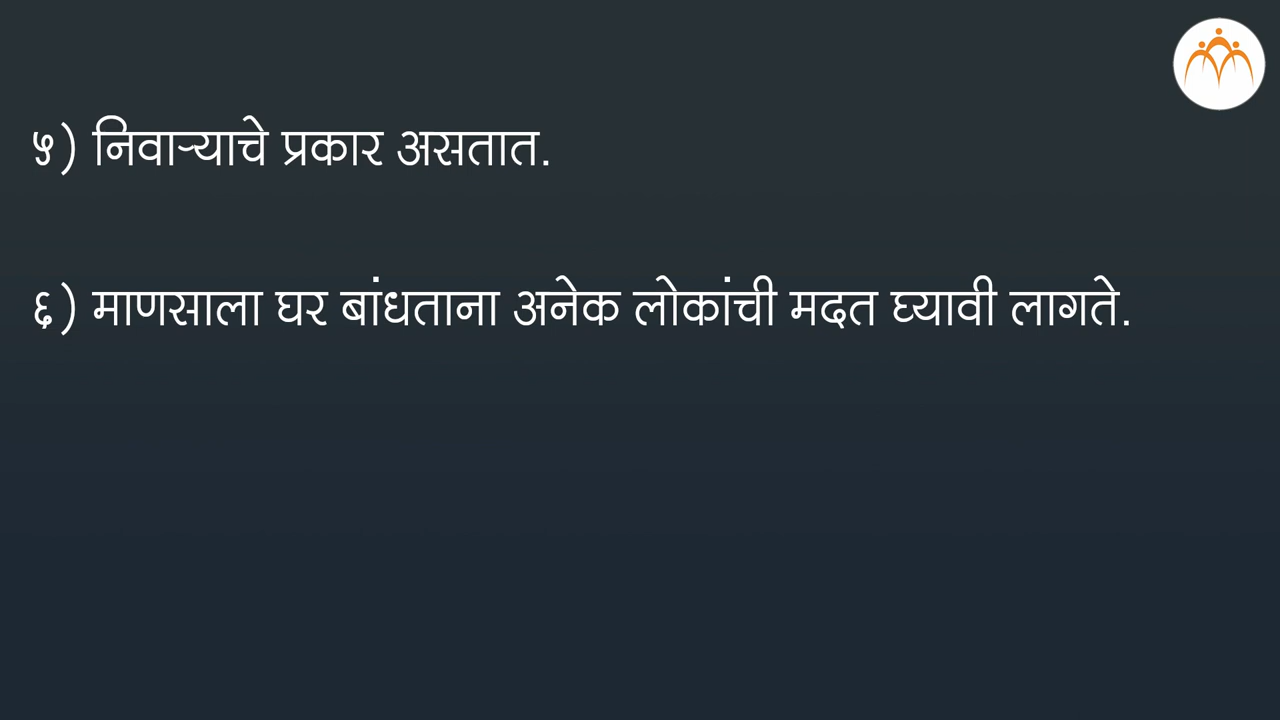 ५) निवाऱ्याचे प्रकार असतात.
६) माणसाला घर बांधताना अनेक लोकांची मदत घ्यावी लागते.